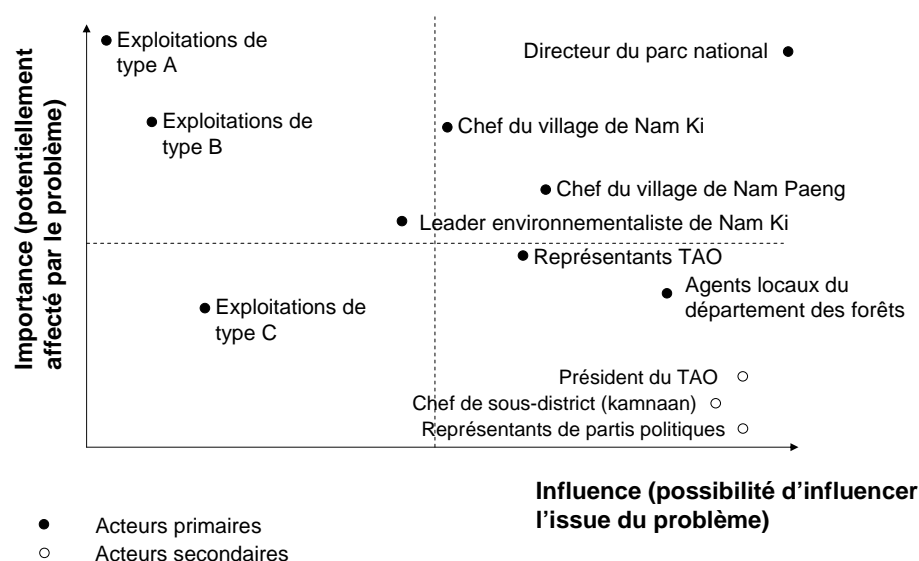 Importance (potentiellement
affecté par le problème)
Exploitations de
type A
Directeur du parc national
Exploitations de
type B
Chef du village de Nam Ki
Chef du village de Nam Paeng
Leader environnementaliste de Nam Ki
Représentants TAO
Agents locaux du
département des forêts
Exploitations de
type C
Président du TAO
Chef de sous-district (kamnaan)
Représentants de partis politiques
Influence (possibilité d’influencer
l’issue du problème)
Acteurs primaires
Acteurs secondaires